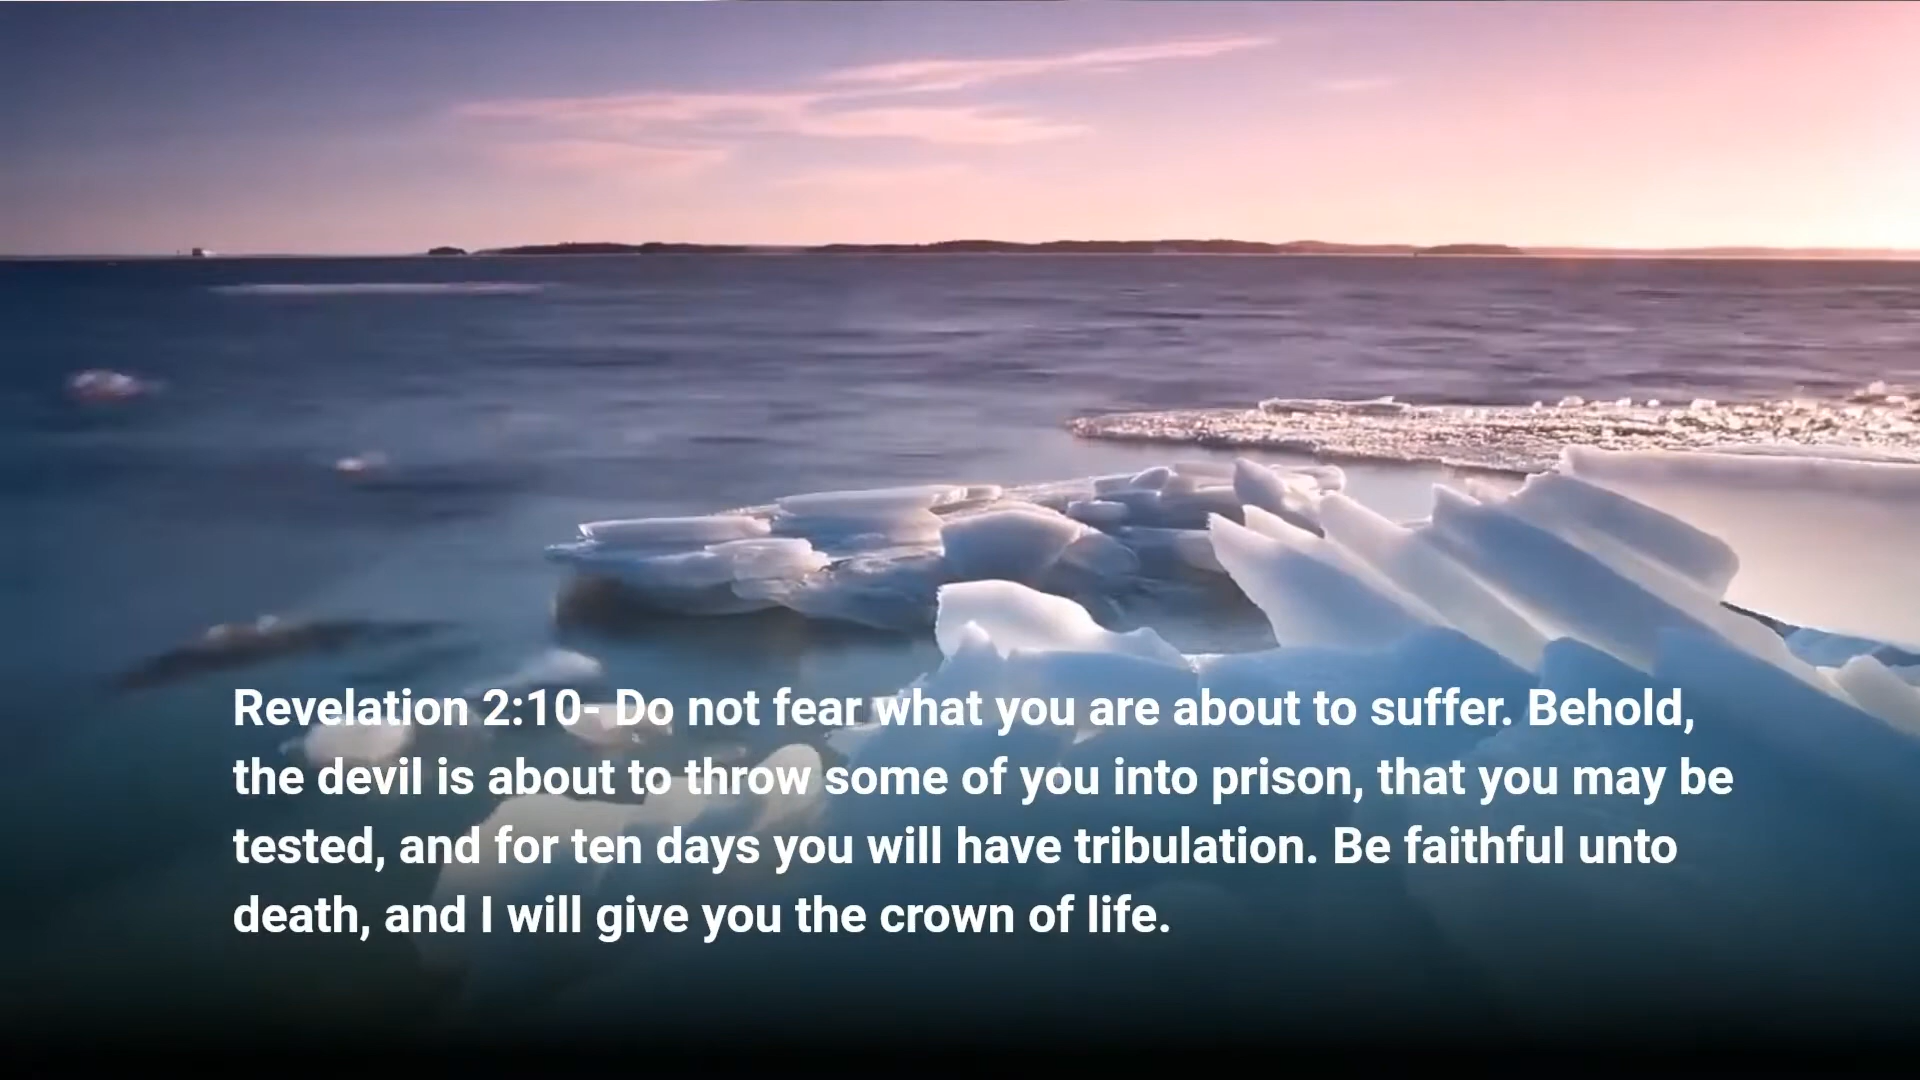 Revelation 2:10- Do not fear what you are about to suffer. Behold,
the devil is about to throw some of you into prison, that you may be
tested, and for ten days you will have tribulation. Be faithful unto
death, and I will give you the crown of life.